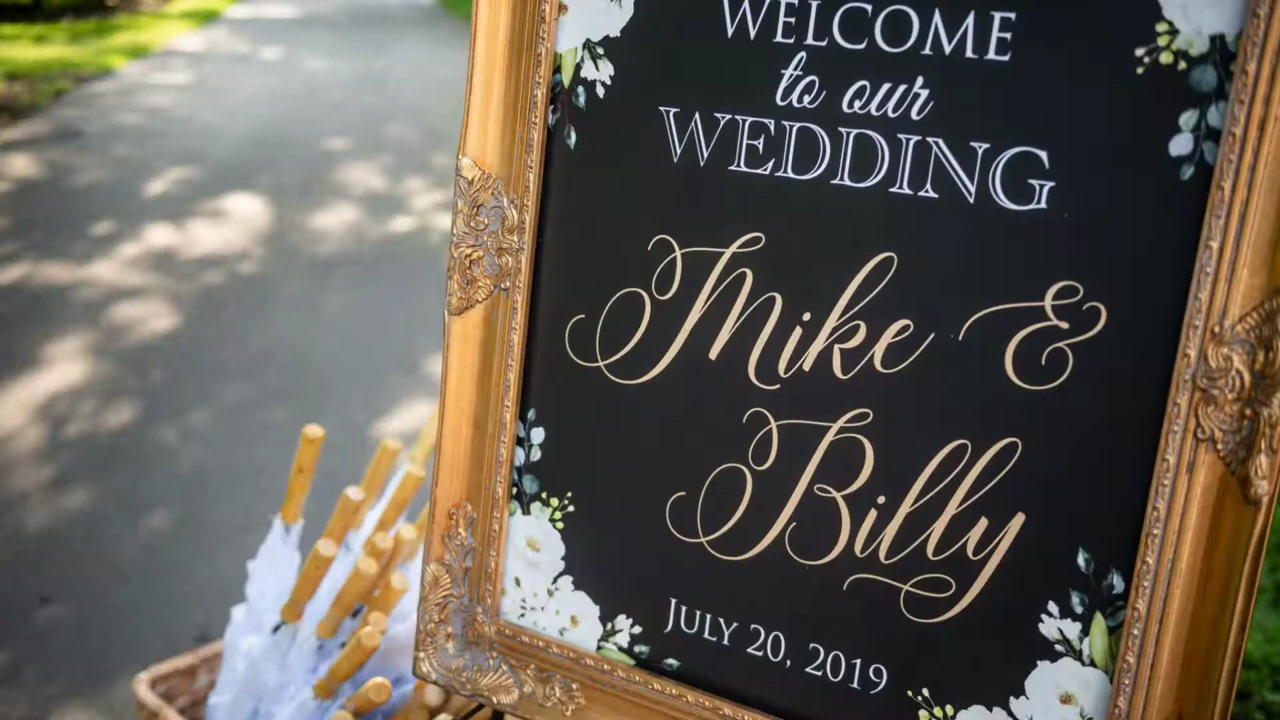 WELCOME
to our
WEDDING
Mike &
Billy
JULY 20, 2019